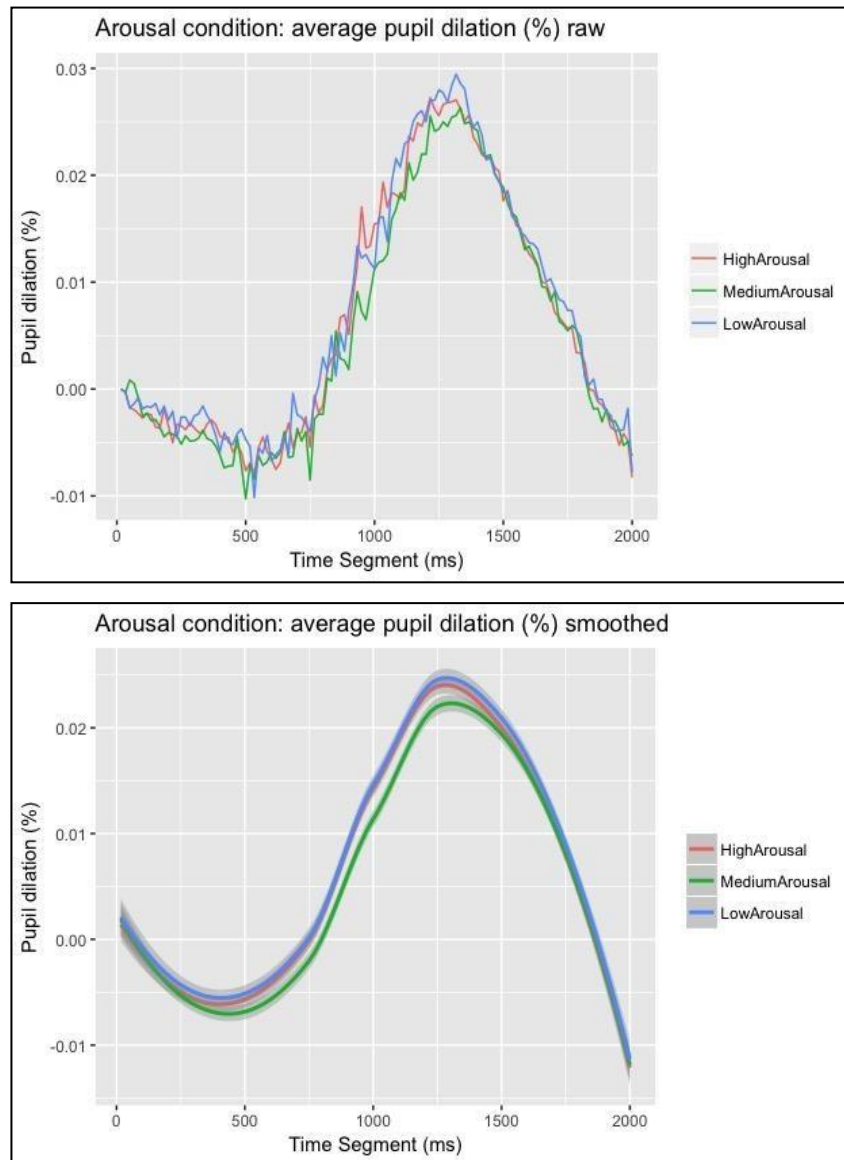 Arousal condition: average pupil dilation (%) raw
Pupil dilation (%)
0.03
0.02
0.01
0.00
-0.01
0
500
1000
1500
2000
Time Segment (ms)
HighArousal
MediumArousal
LowArousal
Arousal condition: average pupil dilation (%) smoothed
Pupil dilation (%)
0.02
0.01
0.00
-0.01
0
500
1000
1500
2000
Time Segment (ms)
HighArousal
MediumArousal
LowArousal